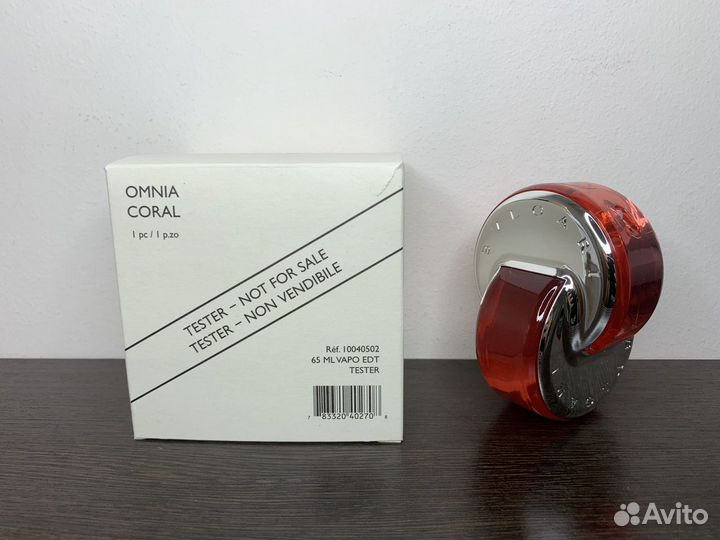 OMNIA
CORAL
1 pc / 1 p.zo
TESTER – NOT FOR SALE
TESTER – NON VENDIBILE
Réf. 10040502
65 ML VAPO EDT
TESTER
7 83320 40270 8
BVLGARI
BVLGARI
Avito